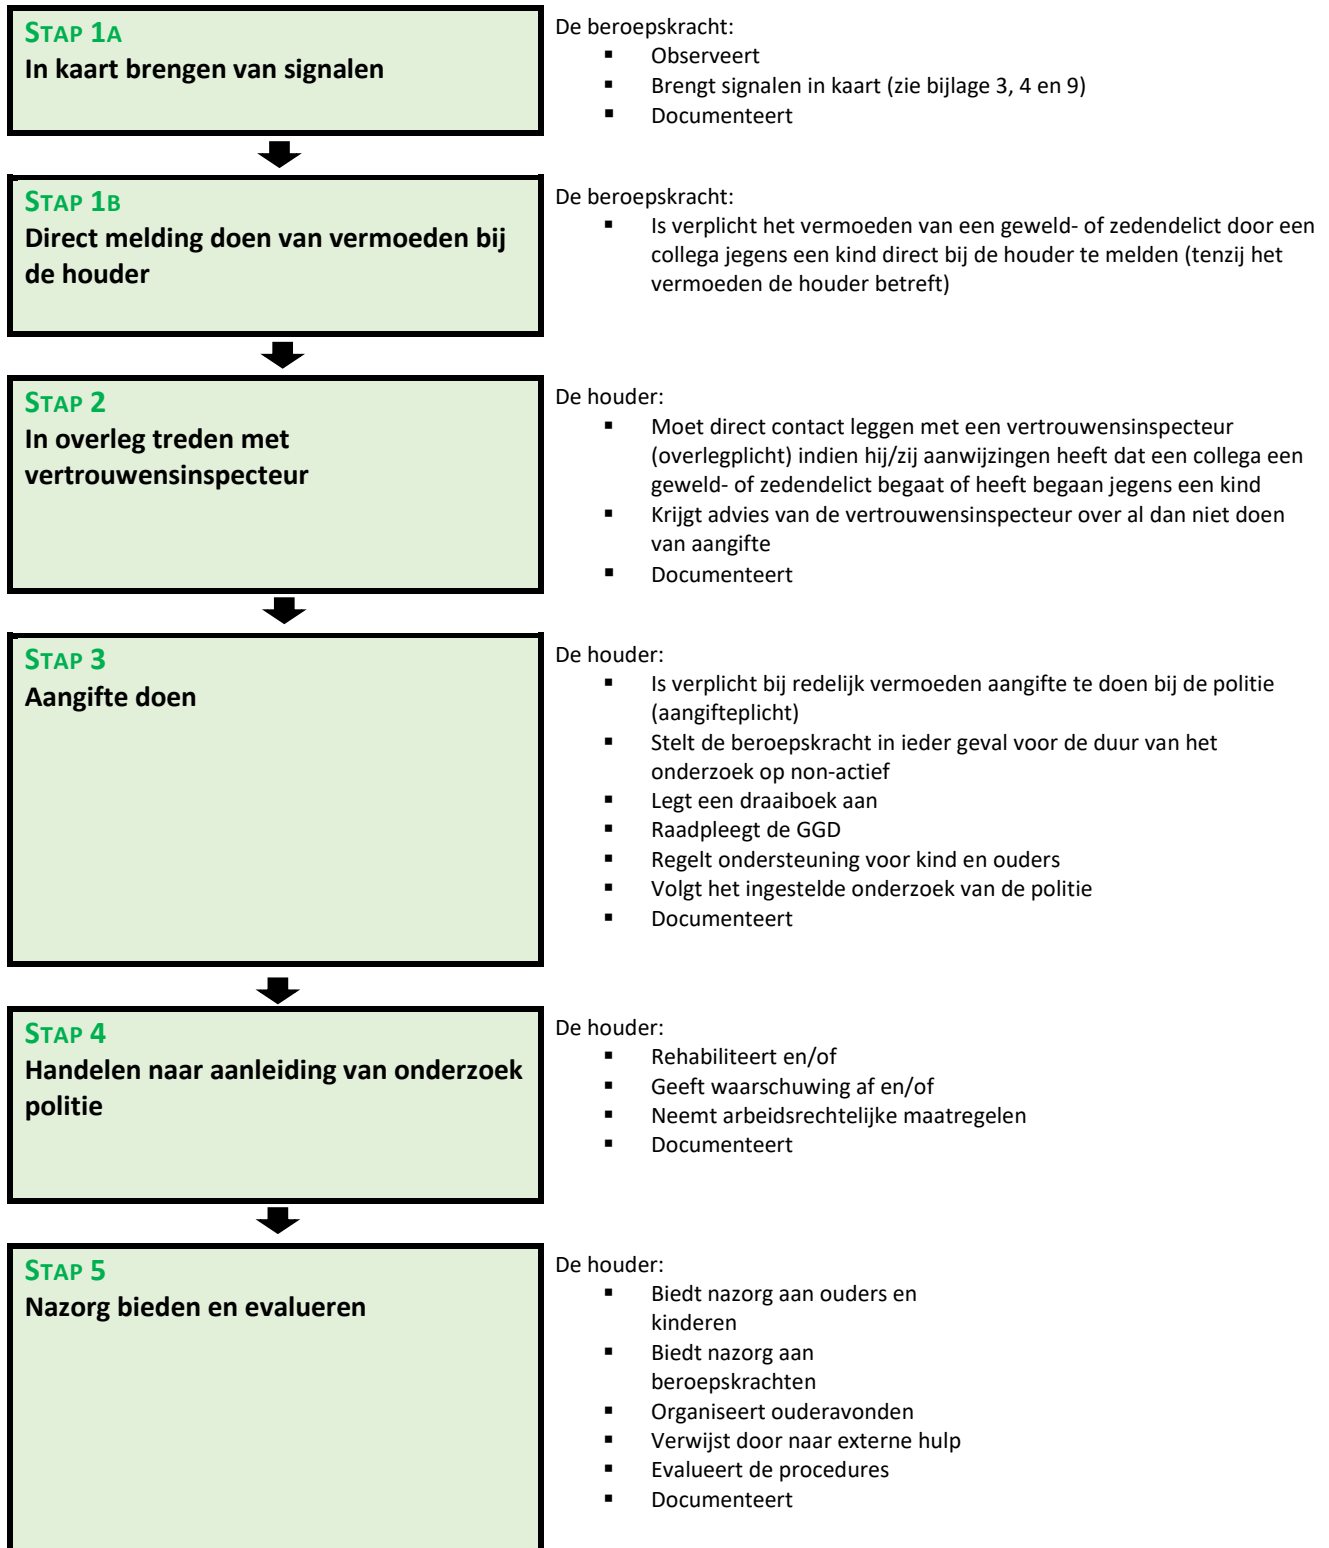 STAP 1A
In kaart brengen van signalen
De beroepskracht:
▪ Observeert
▪ Brengt signalen in kaart (zie bijlage 3, 4 en 9)
▪ Documenteert
STAP 1B
Direct melding doen van vermoeden bij
de houder
De beroepskracht:
▪ Is verplicht het vermoeden van een geweld- of zedendelict door een
collega jegens een kind direct bij de houder te melden (tenzij het
vermoeden de houder betreft)
STAP 2
In overleg treden met
vertrouwensinspecteur
De houder:
▪ Moet direct contact leggen met een vertrouwensinspecteur
(overlegplicht) indien hij/zij aanwijzingen heeft dat een collega een
geweld- of zedendelict begaat of heeft begaan jegens een kind
▪ Krijgt advies van de vertrouwensinspecteur over al dan niet doen
van aangifte
▪ Documenteert
STAP 3
Aangifte doen
De houder:
▪ Is verplicht bij redelijk vermoeden aangifte te doen bij de politie
(aangifteplicht)
▪ Stelt de beroepskracht in ieder geval voor de duur van het
onderzoek op non-actief
▪ Legt een draaiboek aan
▪ Raadpleegt de GGD
▪ Regelt ondersteuning voor kind en ouders
▪ Volgt het ingestelde onderzoek van de politie
▪ Documenteert
STAP 4
Handelen naar aanleiding van onderzoek
politie
De houder:
▪ Rehabiliteert en/of
▪ Geeft waarschuwing af en/of
▪ Neemt arbeidsrechtelijke maatregelen
▪ Documenteert
STAP 5
Nazorg bieden en evalueren
De houder:
▪ Biedt nazorg aan ouders en
kinderen
▪ Biedt nazorg aan
beroepskrachten
▪ Organiseert ouderavonden
▪ Verwijst door naar externe hulp
▪ Evalueert de procedures
▪ Documenteert